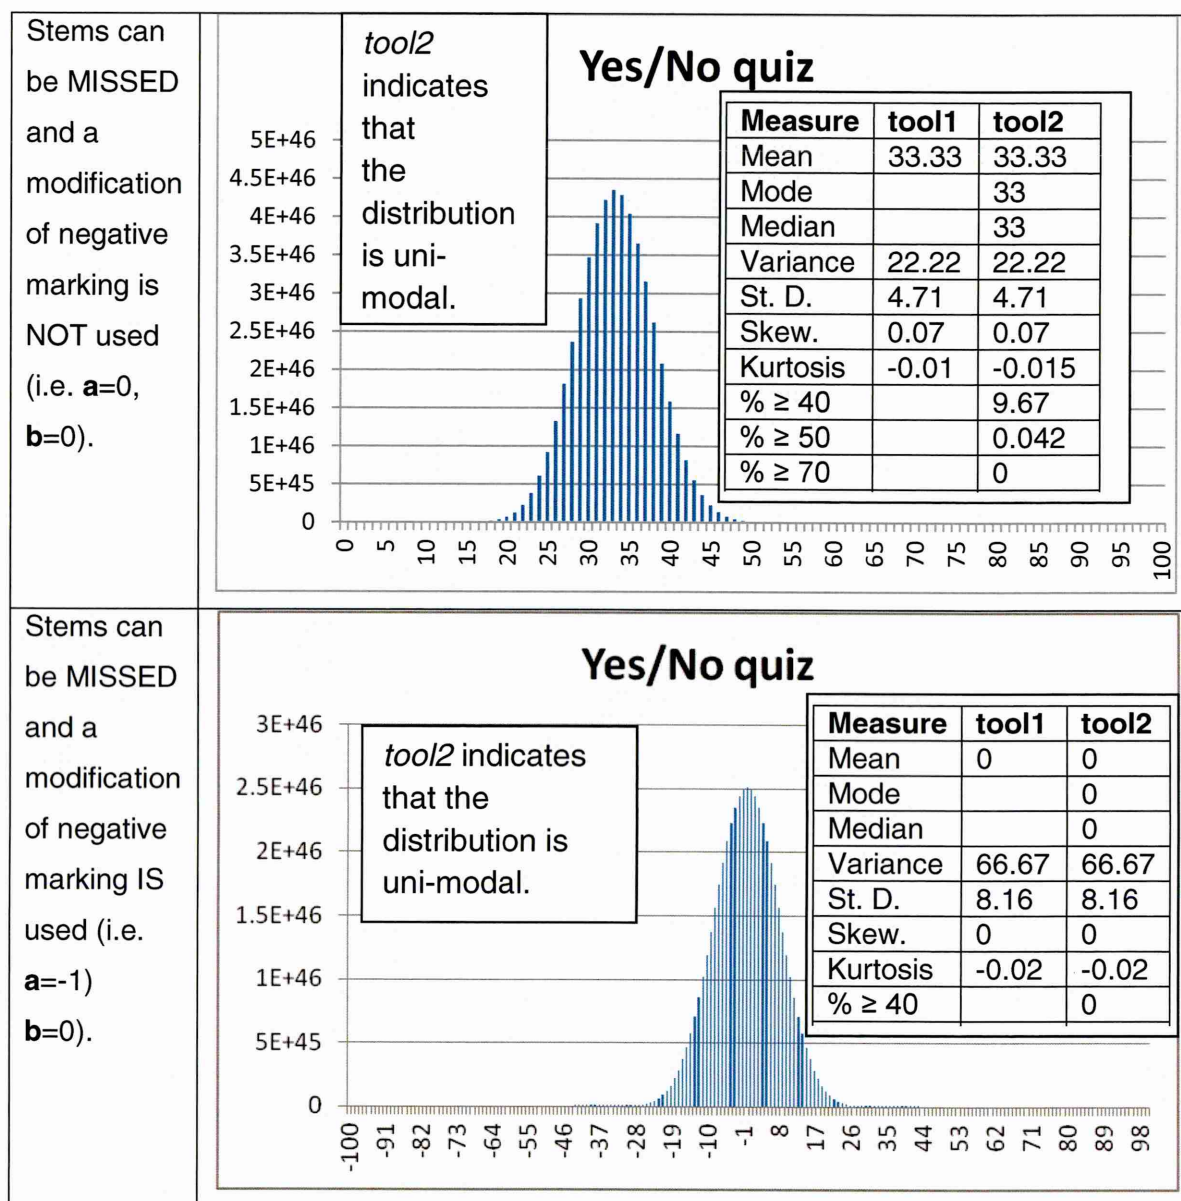 Stems can
be MISSED
and a
modification
of negative
marking is
NOT used
(i.e. a=0,
b=0).
tool2
indicates
that
the
distribution
is uni-
modal.
Yes/No quiz
Measure tool1 tool2
Mean 33.33 33.33
Mode 33
Median 33
Variance 22.22 22.22
St. D. 4.71 4.71
Skew. 0.07 0.07
Kurtosis -0.01 -0.015
% ≥ 40 9.67
% ≥ 50 0.042
% ≥ 70 0
5E+46
4.5E+46
4E+46
3.5E+46
3E+46
2.5E+46
2E+46
1.5E+46
1E+46
5E+45
0
0 5 10 15 20 25 30 35 40 45 50 55 60 65 70 75 80 85 90 95 100
Stems can
be MISSED
and a
modification
of negative
marking IS
used (i.e.
a=-1)
b=0).
Yes/No quiz
tool2 indicates
that the
distribution is
uni-modal.
Measure tool1 tool2
Mean 0 0
Mode 0
Median 0
Variance 66.67 66.67
St. D. 8.16 8.16
Skew. 0 0
Kurtosis -0.02 -0.02
% ≥ 40 0
3E+46
2.5E+46
2E+46
1.5E+46
1E+46
5E+45
0
-100 -91 -82 -73 -64 -55 -46 -37 -28 -19 -10 -1 8 17 26 35 44 53 62 71 80 89 98